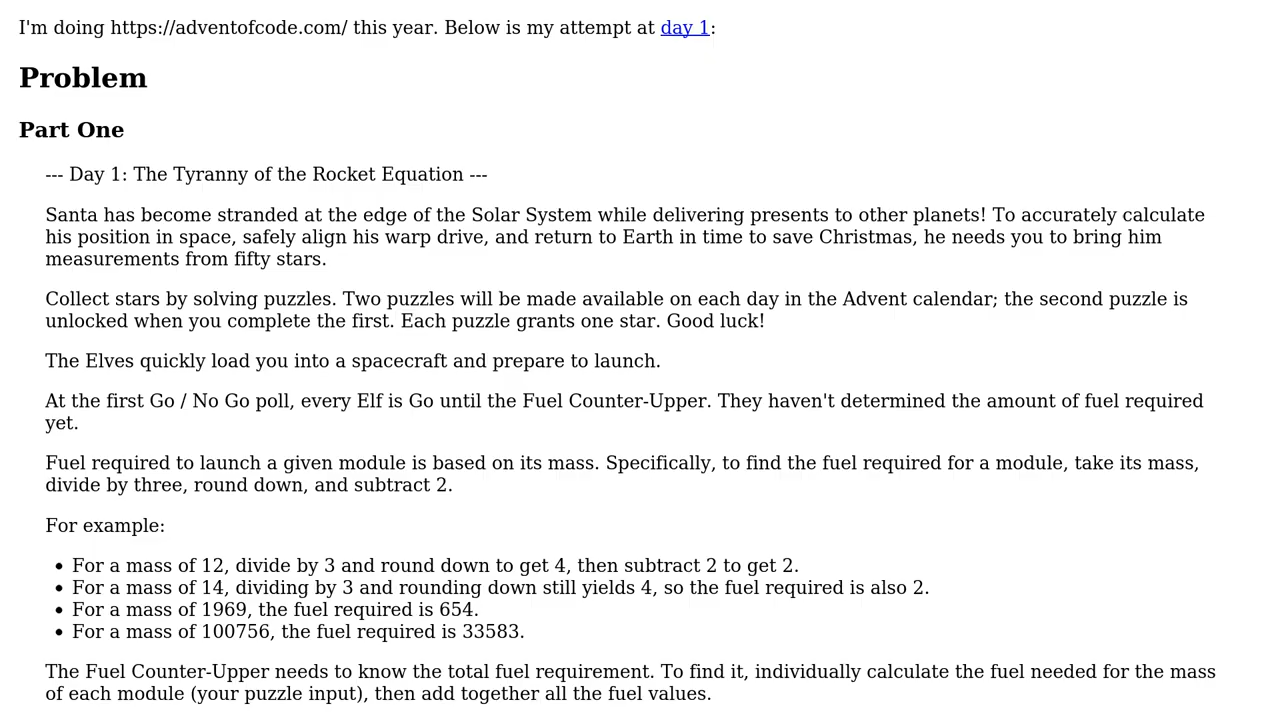 I'm doing https://adventofcode.com/ this year. Below is my attempt at day 1:
Problem
Part One
--- Day 1: The Tyranny of the Rocket Equation ---
Santa has become stranded at the edge of the Solar System while delivering presents to other planets! To accurately calculate
his position in space, safely align his warp drive, and return to Earth in time to save Christmas, he needs you to bring him
measurements from fifty stars.
Collect stars by solving puzzles. Two puzzles will be made available on each day in the Advent calendar; the second puzzle is
unlocked when you complete the first. Each puzzle grants one star. Good luck!
The Elves quickly load you into a spacecraft and prepare to launch.
At the first Go / No Go poll, every Elf is Go until the Fuel Counter-Upper. They haven't determined the amount of fuel required
yet.
Fuel required to launch a given module is based on its mass. Specifically, to find the fuel required for a module, take its mass,
divide by three, round down, and subtract 2.
For example:
• For a mass of 12, divide by 3 and round down to get 4, then subtract 2 to get 2.
• For a mass of 14, dividing by 3 and rounding down still yields 4, so the fuel required is also 2.
• For a mass of 1969, the fuel required is 654.
• For a mass of 100756, the fuel required is 33583.
The Fuel Counter-Upper needs to know the total fuel requirement. To find it, individually calculate the fuel needed for the mass
of each module (your puzzle input), then add together all the fuel values.